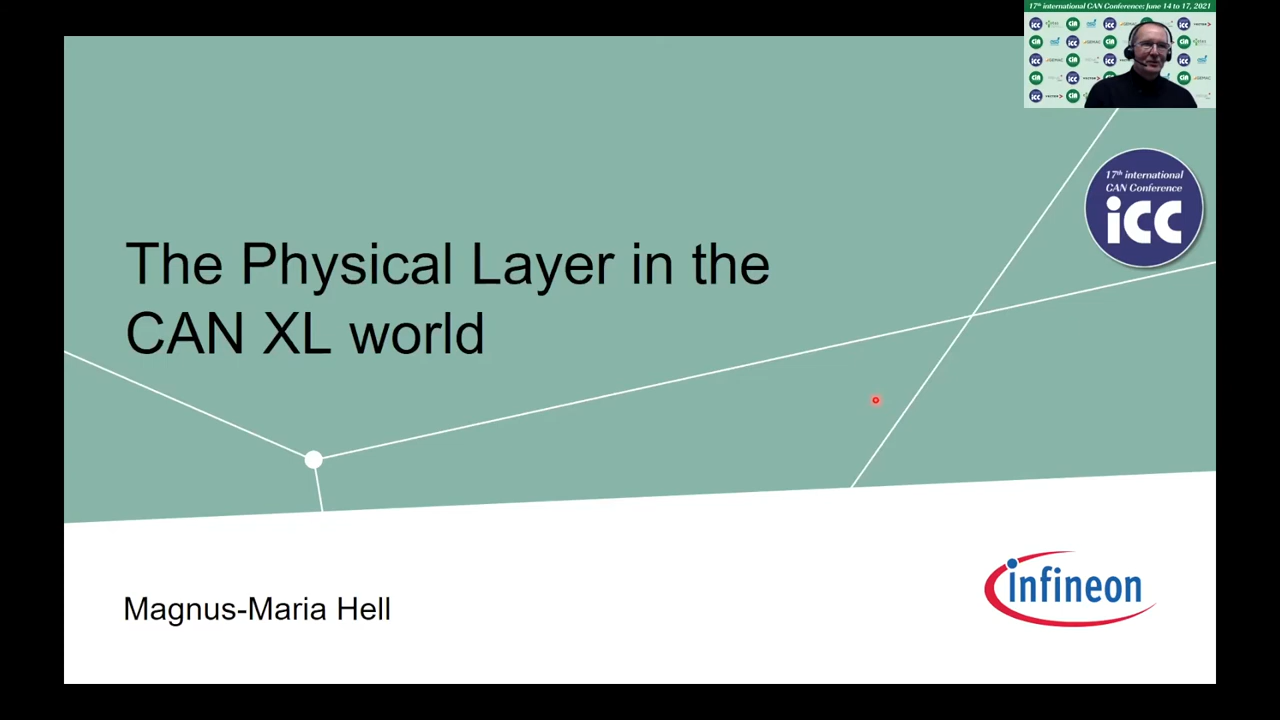 17th international CAN Conference: June 14 to 17, 2021
17th international
CAN Conference
icc
The Physical Layer in the
CAN XL world
Magnus-Maria Hell
infineon